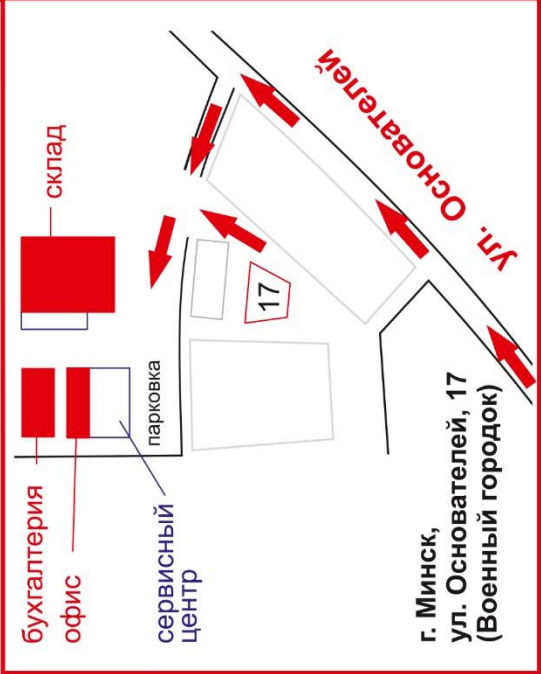 бухгалтерия
офис
сервисный
центр
парковка
склад
17
ул. Основателей
г. Минск,
ул. Основателей, 17
(Военный городок)